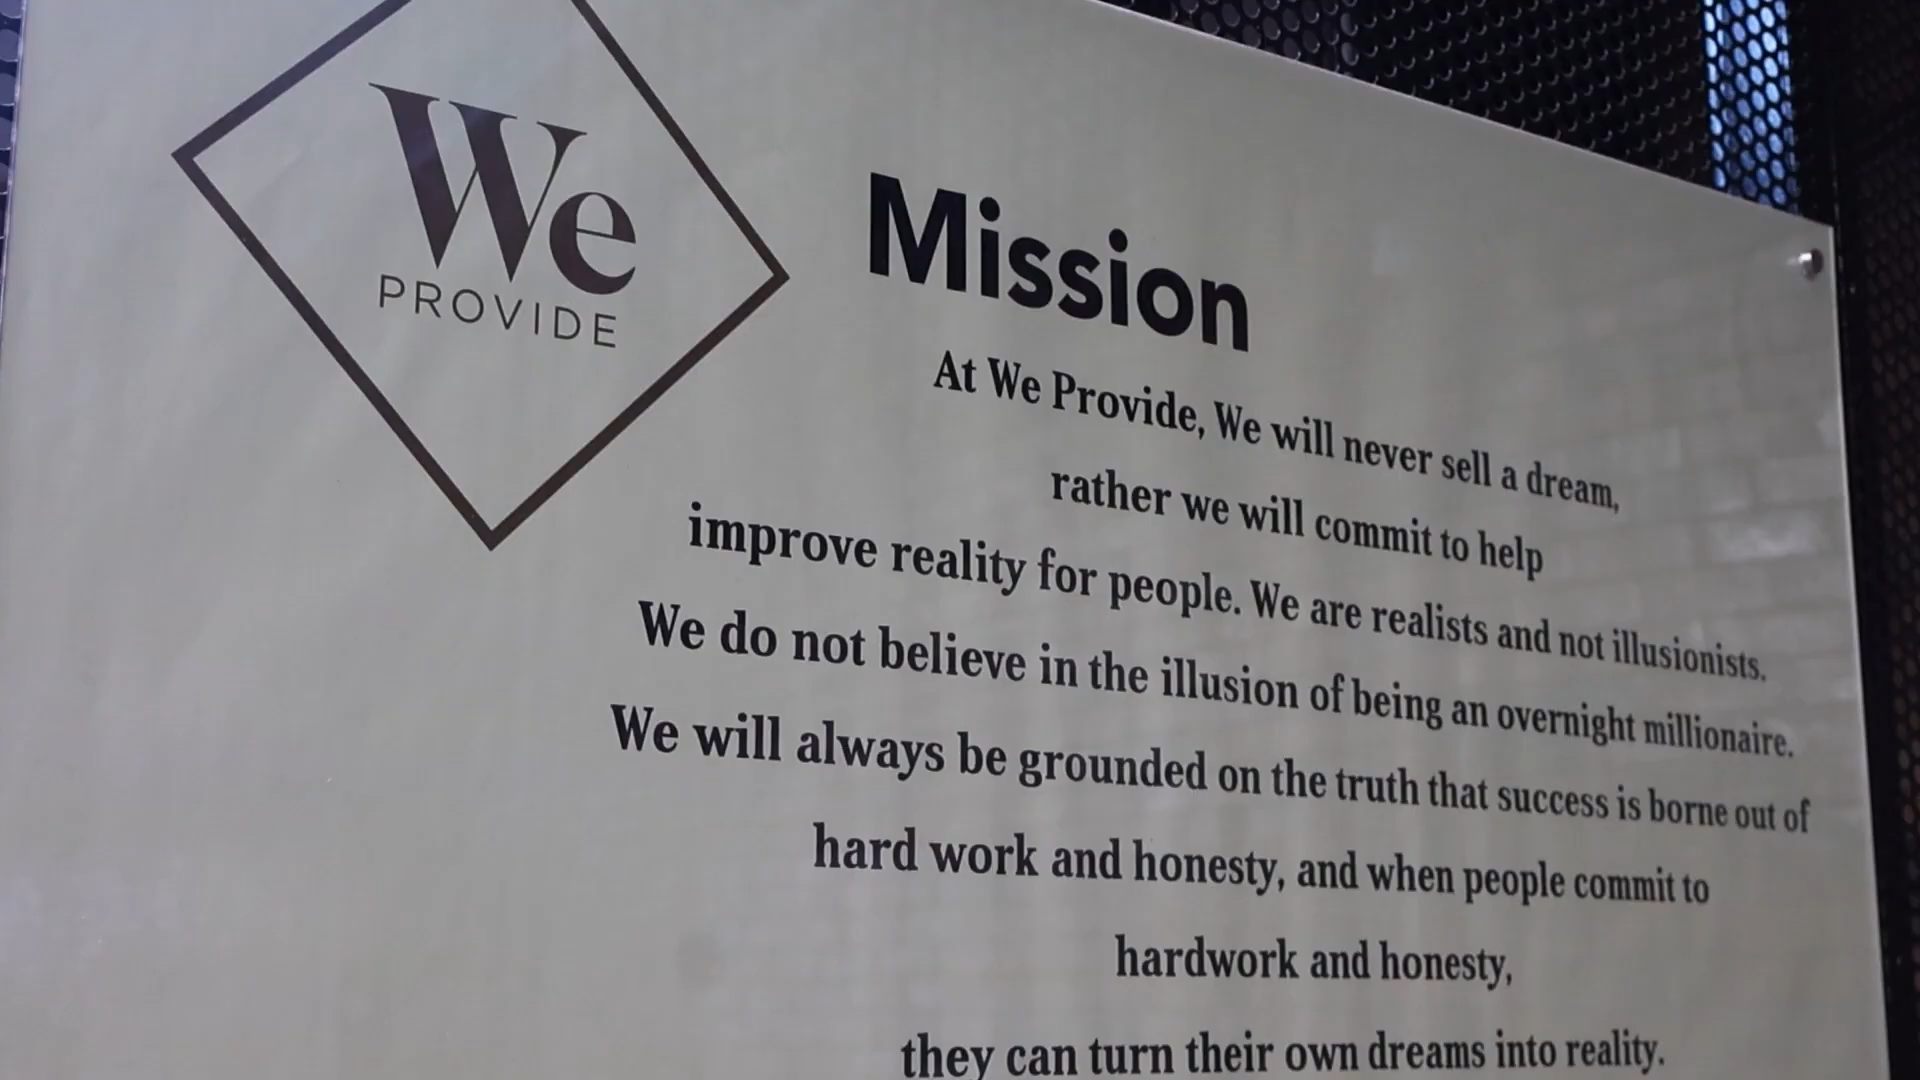 We
PROVIDE
Mission
At We Provide, We will never sell a dream,
rather we will commit to help
improve reality for people. We are realists and not illusionists.
We do not believe in the illusion of being an overnight millionaire.
We will always be grounded on the truth that success is borne out of
hard work and honesty, and when people commit to
hardwork and honesty,
they can turn their own dreams into reality.